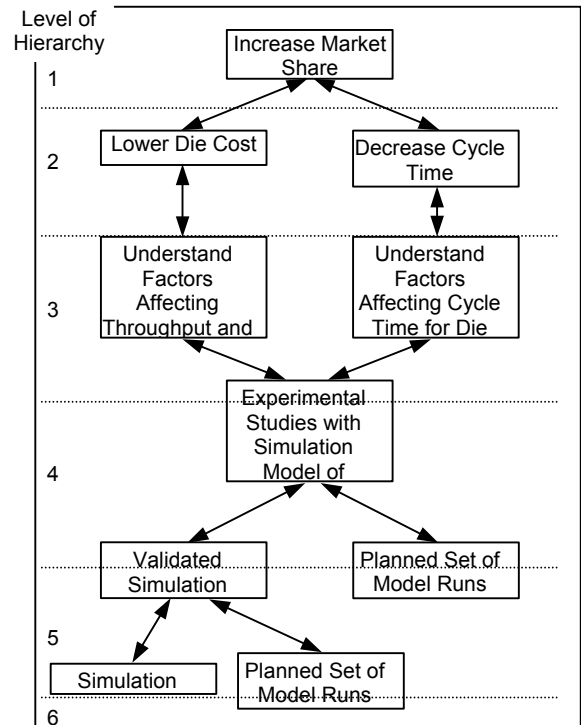 Level of
Hierarchy
Increase Market
Share
1
Lower Die Cost
Decrease Cycle
Time
2
Understand
Factors
Affecting
Throughput and
Understand
Factors
Affecting Cycle
Time for Die
3
Experimental
Studies with
Simulation
Model of
4
Validated
Simulation
Planned Set of
Model Runs
5
Simulation
Planned Set of
Model Runs
6